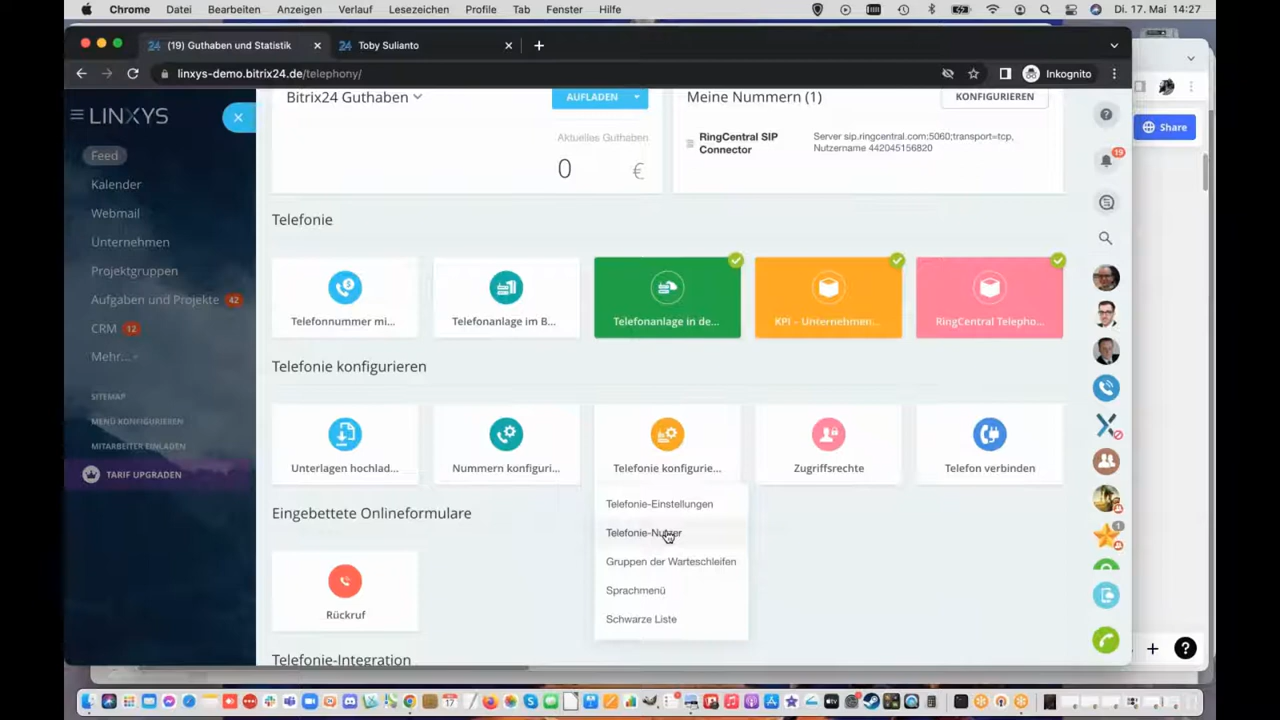 Chrome Datei Bearbeiten Anzeigen Verlauf Lesezeichen Profile Tab Fenster Hilfe Di. 17. Mai 14:27
24 (19) Guthaben und Statistik
24 Toby Sulianto
linxys-demo.bitrix24.de/telephony/
Inkognito
Share
LINXYS
Feed
Kalender
Webmail
Unternehmen
Projektgruppen
Aufgaben und Projekte 42
CRM 12
Mehr...
SITEMAP
MENÜ KONFIGURIEREN
MITARBEITER EINLADEN
TARIF UPGRADEN
Bitrix24 Guthaben
AUFLADEN
Aktuelles Guthaben
0 €
Meine Nummern (1)
KONFIGURIEREN
RingCentral SIP
Connector
Server sip.ringcentral.com:5060;transport=tcp,
Nutzername 442045156820
Telefonie
Telefonnummer mi...
Telefonanlage im B...
Telefonanlage in de...
KPI – Unternehmen...
RingCentral Telepho...
Telefonie konfigurieren
Unterlagen hochlad...
Nummern konfiguri...
Telefonie konfigurie...
Zugriffsrechte
Telefon verbinden
Telefonie-Einstellungen
Telefonie-Nutzer
Gruppen der Warteschleifen
Sprachmenü
Schwarze Liste
Eingebettete Onlineformulare
Rückruf
Telefonie-Integration
19
1
17